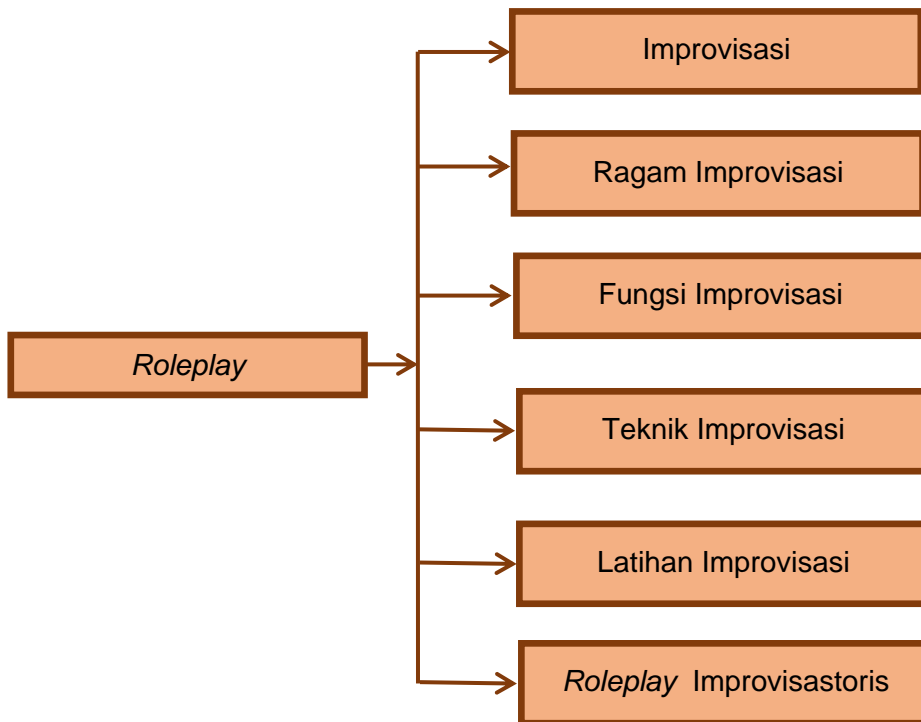 Improvisasi
Ragam Improvisasi
Fungsi Improvisasi
Roleplay
Teknik Improvisasi
Latihan Improvisasi
Roleplay Improvisastoris